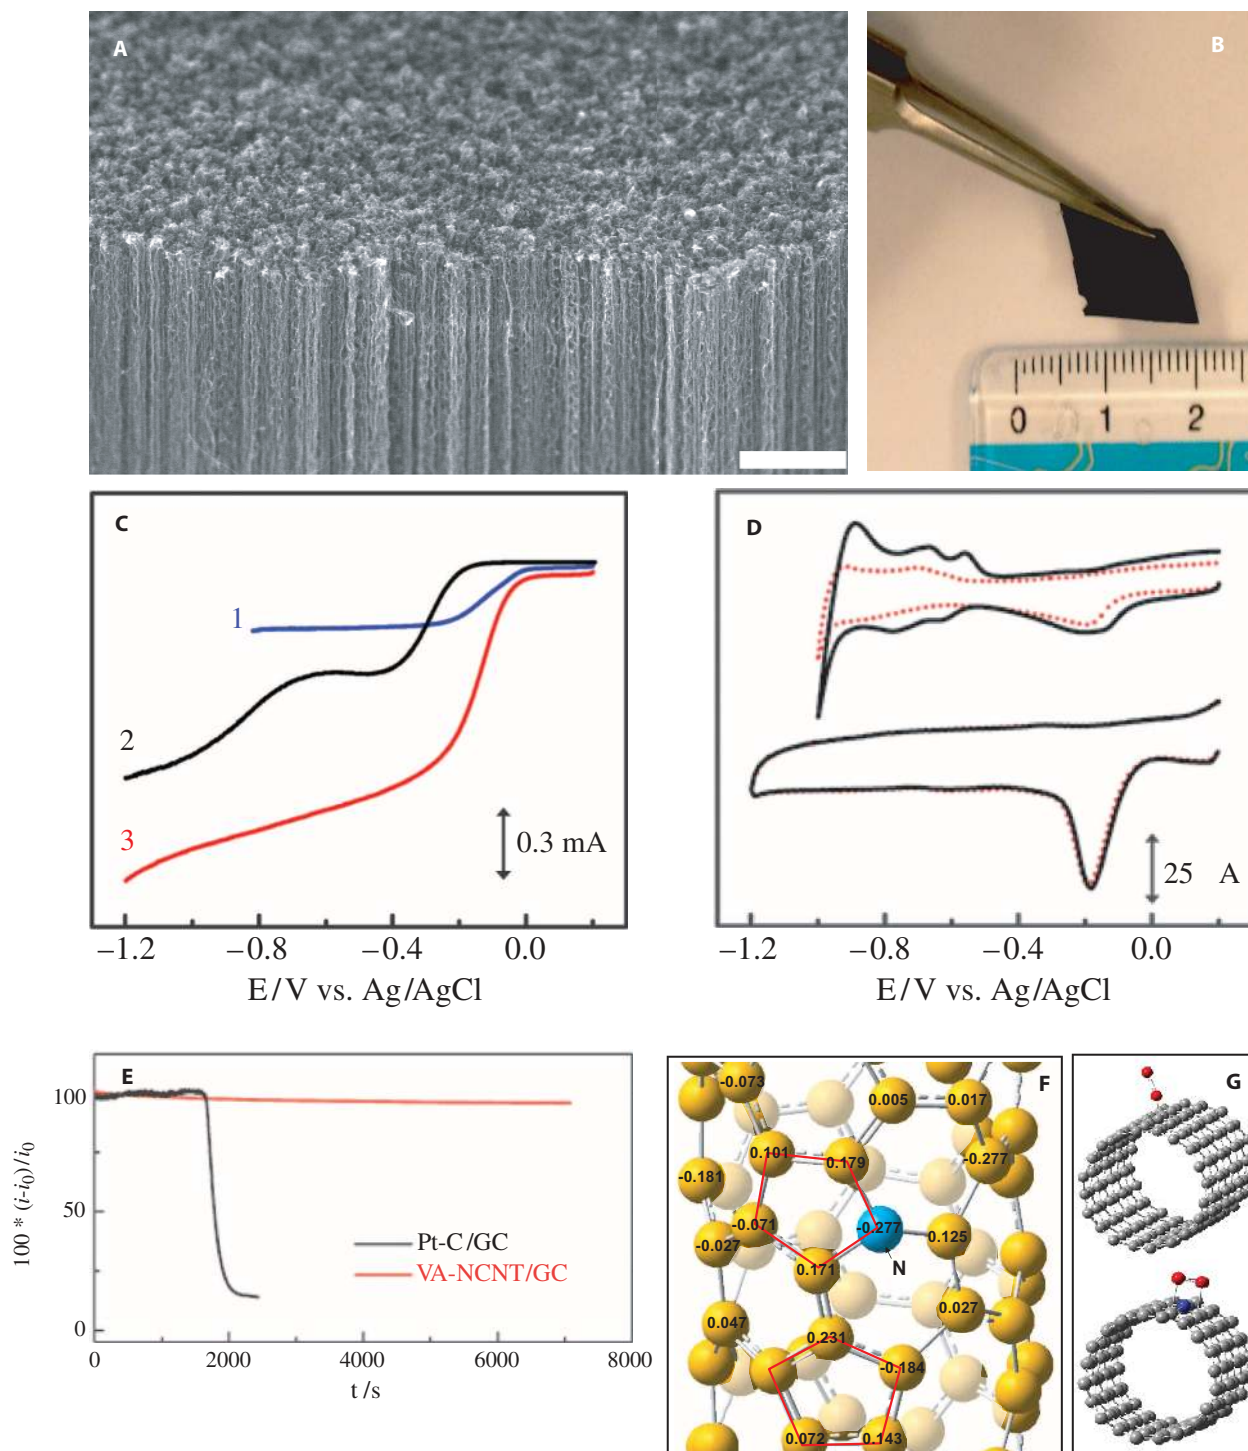 A
B
0 1 2
C
1
2
3
0.3 mA
−1.2 −0.8 −0.4 0.0
E/V vs. Ag/AgCl
D
25 A
−1.2 −0.8 −0.4 0.0
E/V vs. Ag/AgCl
E
100 * (i-i₀)/i₀
100
50
0
Pt-C/GC
VA-NCNT/GC
0 2000 4000 6000 8000
t /s
F
-0.073
0.005 0.017
0.101 0.179 -0.277
-0.181
-0.071 -0.277 0.125
-0.027
N
0.171
0.027
0.047
0.231
-0.184
0.072 0.143
G